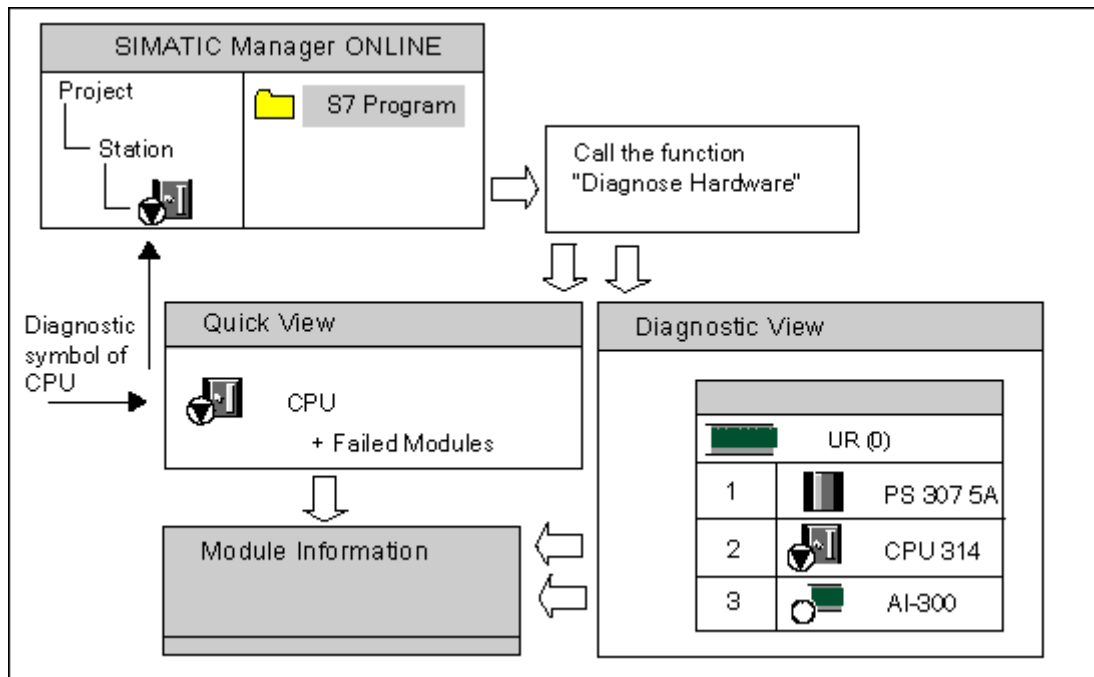 SIMATIC Manager ONLINE
Project
Station
S7 Program
Call the function
"Diagnose Hardware"
Diagnostic
symbol of
CPU
Quick View
CPU
+ Failed Modules
Diagnostic View
UR (0)
1 PS 307 5A
2 CPU 314
3 AI-300
Module Information